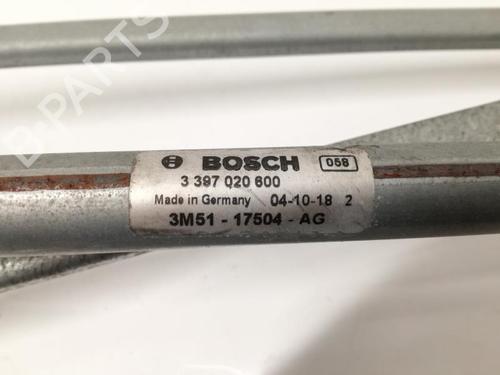 B-PARTS
BOSCH 058
3 397 020 600
Made in Germany 04-10-18 2
3M51 - 17504 - AG